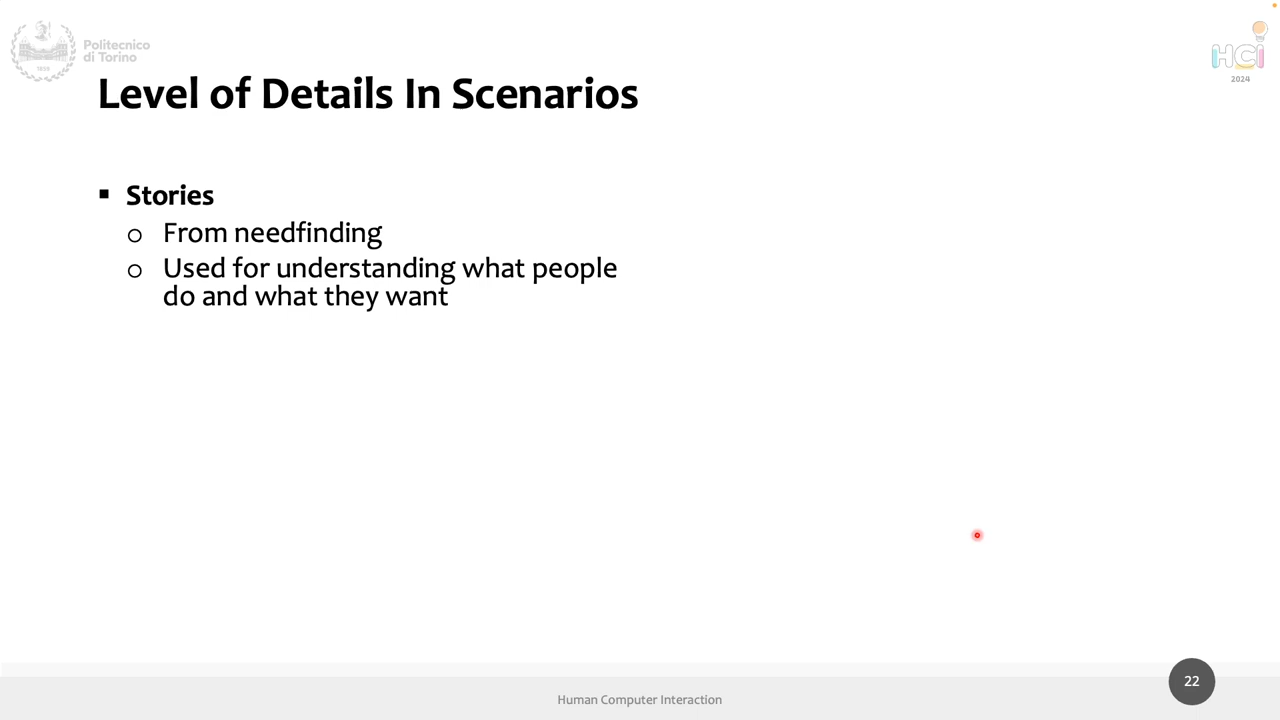 Politecnico
di Torino
1859
HCI
2024
Level of Details In Scenarios
▪ Stories
o From needfinding
o Used for understanding what people
do and what they want
22
Human Computer Interaction